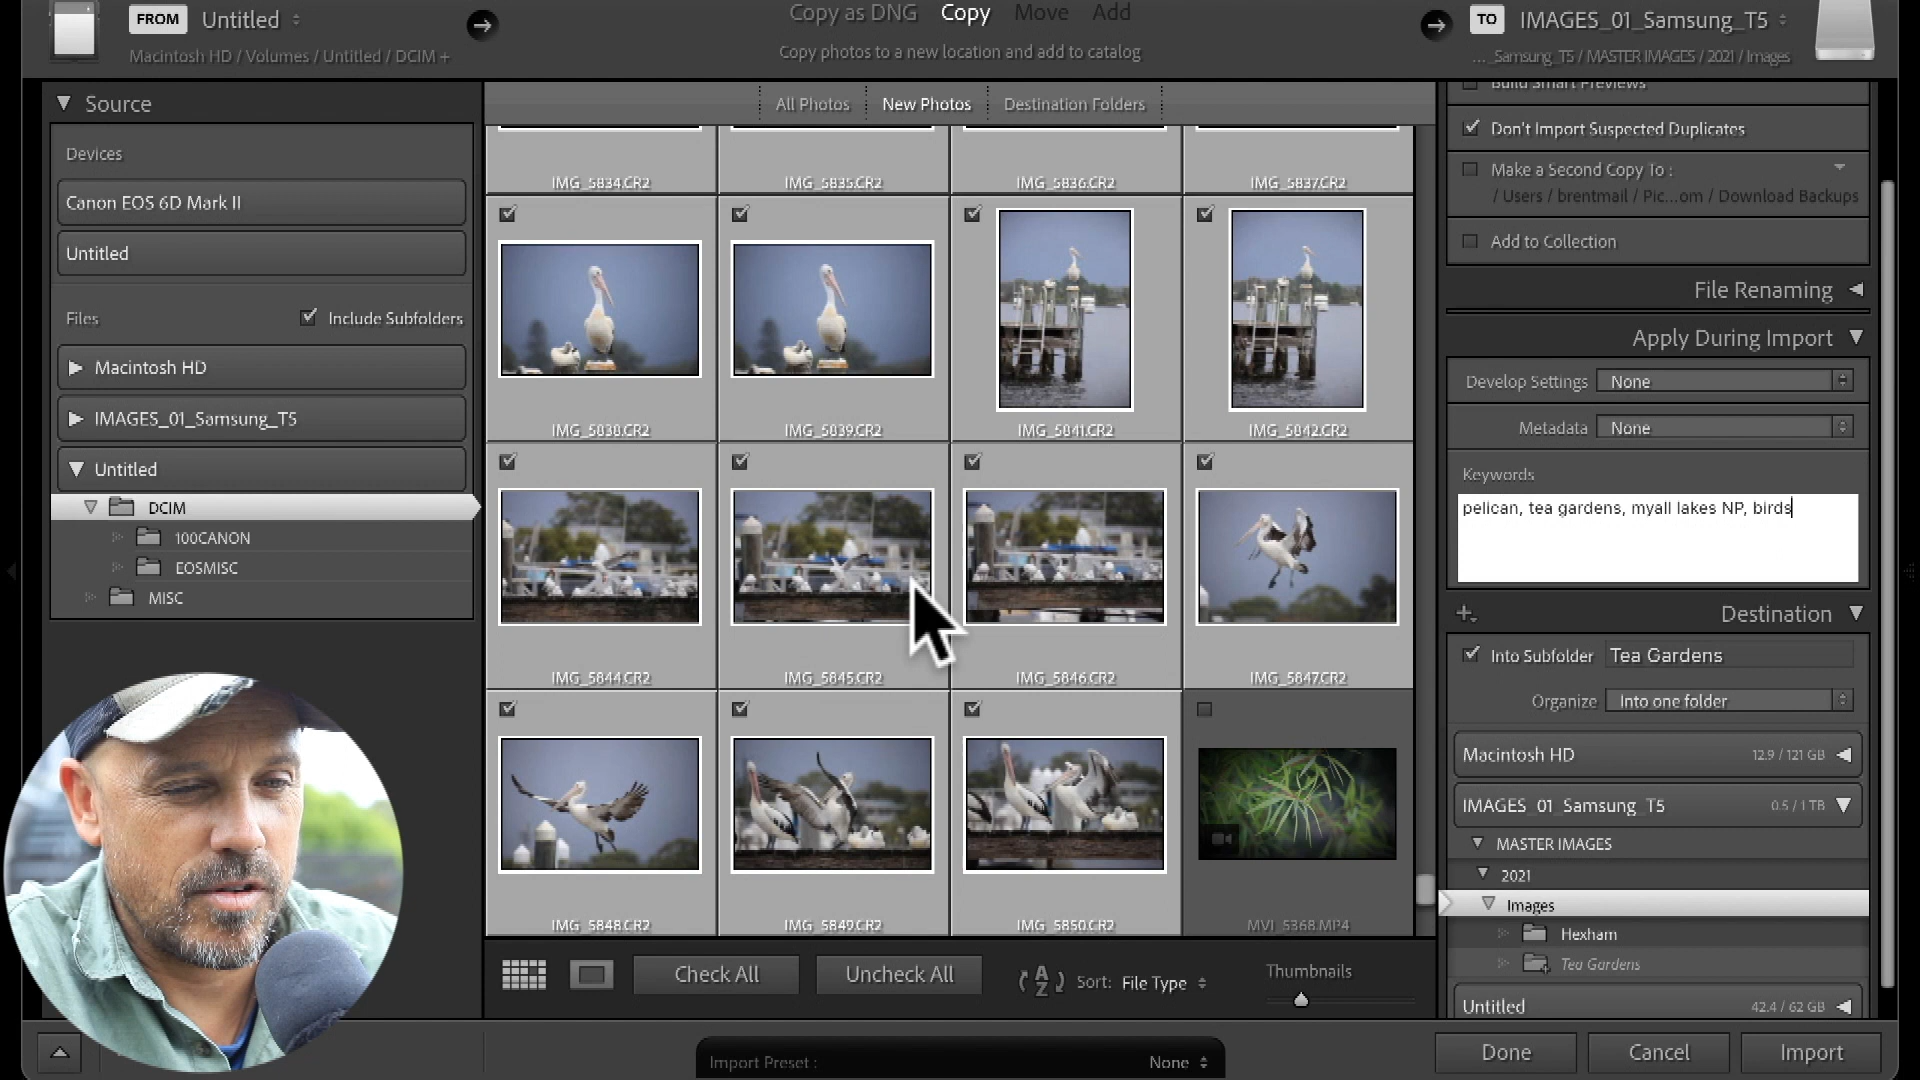 FROM Untitled
Macintosh HD / Volumes / Untitled / DCIM +
Copy as DNG Copy Move Add
Copy photos to a new location and add to catalog
TO IMAGES_01_Samsung_T5
..._Samsung_T5 / MASTER IMAGES / 2021 / Images
Source
Devices
Canon EOS 6D Mark II
Untitled
Files
Include Subfolders
Macintosh HD
IMAGES_01_Samsung_T5
Untitled
DCIM
100CANON
EOSMISC
MISC
All Photos New Photos Destination Folders
IMG_5834.CR2 IMG_5835.CR2 IMG_5836.CR2 IMG_5837.CR2
IMG_5838.CR2 IMG_5839.CR2 IMG_5841.CR2 IMG_5842.CR2
IMG_5844.CR2 IMG_5845.CR2 IMG_5846.CR2 IMG_5847.CR2
IMG_5848.CR2 IMG_5849.CR2 IMG_5850.CR2 MVI_5368.MP4
Check All Uncheck All Sort: File Type Thumbnails
Import Preset : None
Build Smart Previews
Don't Import Suspected Duplicates
Make a Second Copy To :
/ Users / brentmail / Pic...om / Download Backups
Add to Collection
File Renaming
Apply During Import
Develop Settings None
Metadata None
Keywords
pelican, tea gardens, myall lakes NP, birds
Destination
Into Subfolder Tea Gardens
Organize Into one folder
Macintosh HD 12.9 / 121 GB
IMAGES_01_Samsung_T5 0.5 / 1 TB
MASTER IMAGES
2021
Images
Hexham
Tea Gardens
Untitled 42.4 / 62 GB
Done Cancel Import